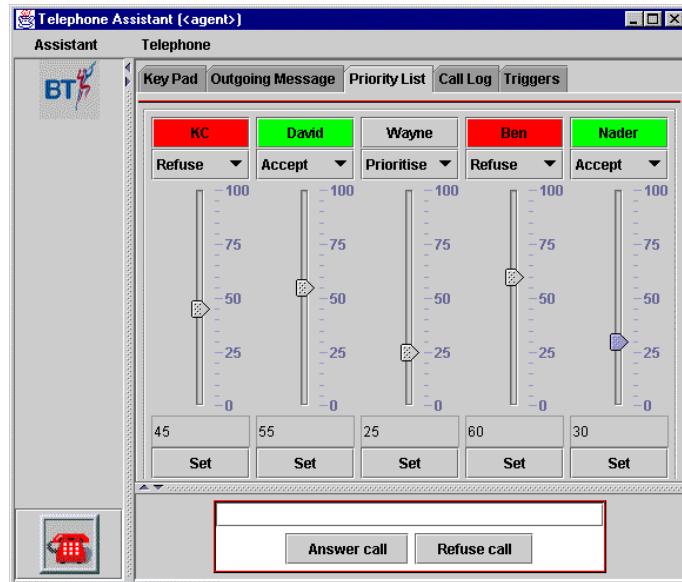 Telephone Assistant (<agent>)
Assistant Telephone
BT
Key Pad Outgoing Message Priority List Call Log Triggers
KC David Wayne Ben Nader
Refuse Accept Prioritise Refuse Accept
100 100 100 100 100
75 75 75 75 75
50 50 50 50 50
25 25 25 25 25
0 0 0 0 0
45 55 25 60 30
Set Set Set Set Set
Answer call Refuse call